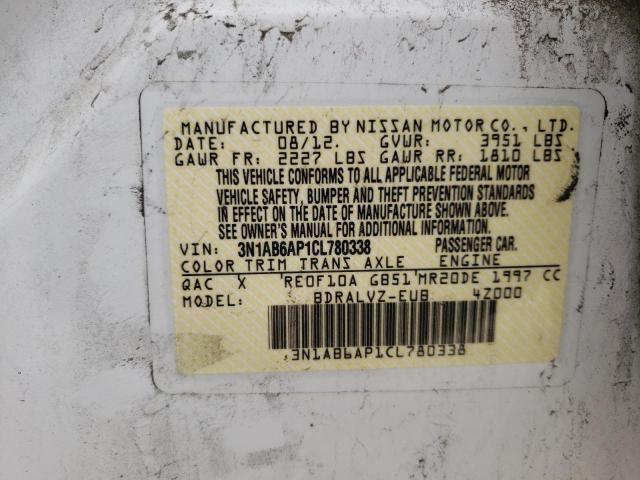 MANUFACTURED BY NISSAN MOTOR CO., LTD.
DATE: 08/12. GVWR: 3951 LBS
GAWR FR: 2227 LBS GAWR RR: 1810 LBS
THIS VEHICLE CONFORMS TO ALL APPLICABLE FEDERAL MOTOR
VEHICLE SAFETY, BUMPER AND THEFT PREVENTION STANDARDS
IN EFFECT ON THE DATE OF MANUFACTURE SHOWN ABOVE.
SEE OWNER'S MANUAL FOR ADDITIONAL INFORMATION.
VIN: 3N1AB6AP1CL780338 PASSENGER CAR.
COLOR TRIM TRANS AXLE ENGINE
QAC X RE0F10A GB51 MR20DE 1997 CC
MODEL: BDRALVZ-EUB 4Z000
3N1AB6AP1CL780338